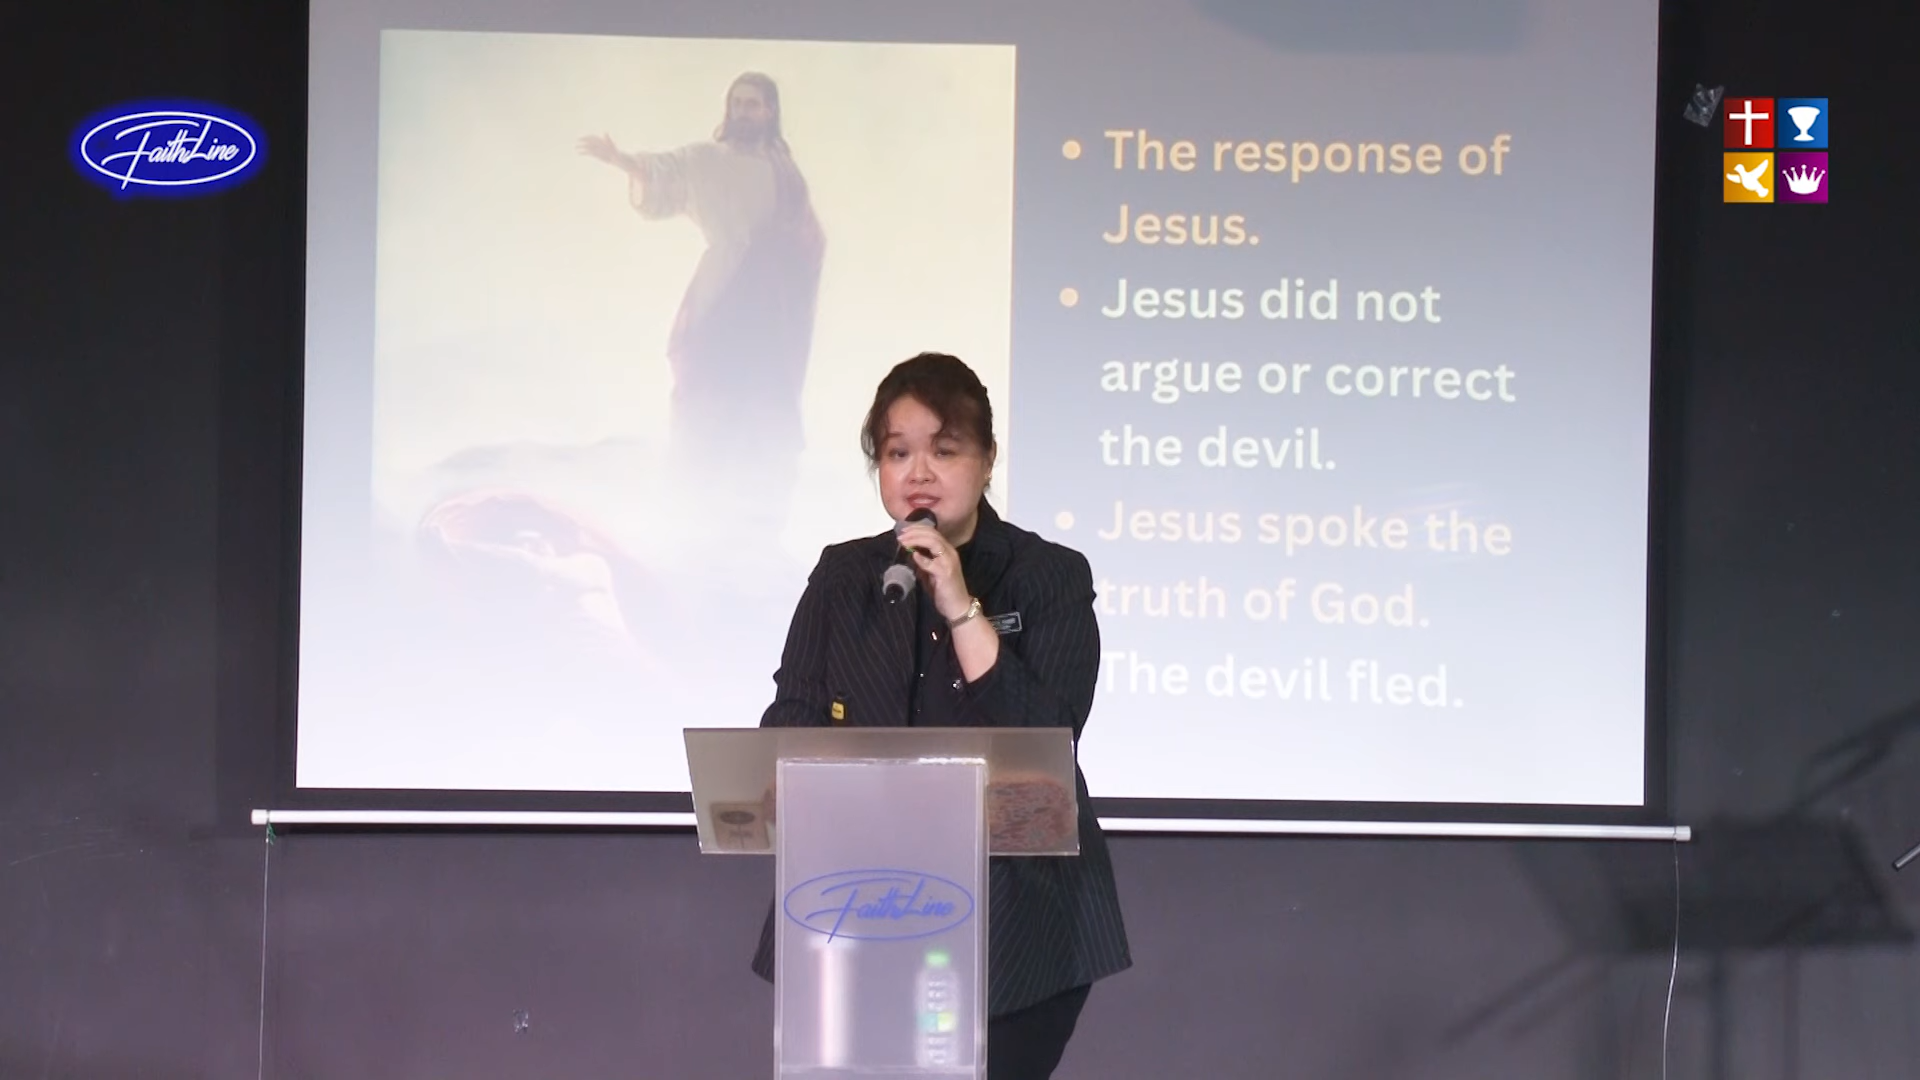 FaithLine
The response of
Jesus.
Jesus did not
argue or correct
the devil.
Jesus spoke the
truth of God.
The devil fled.
FaithLine